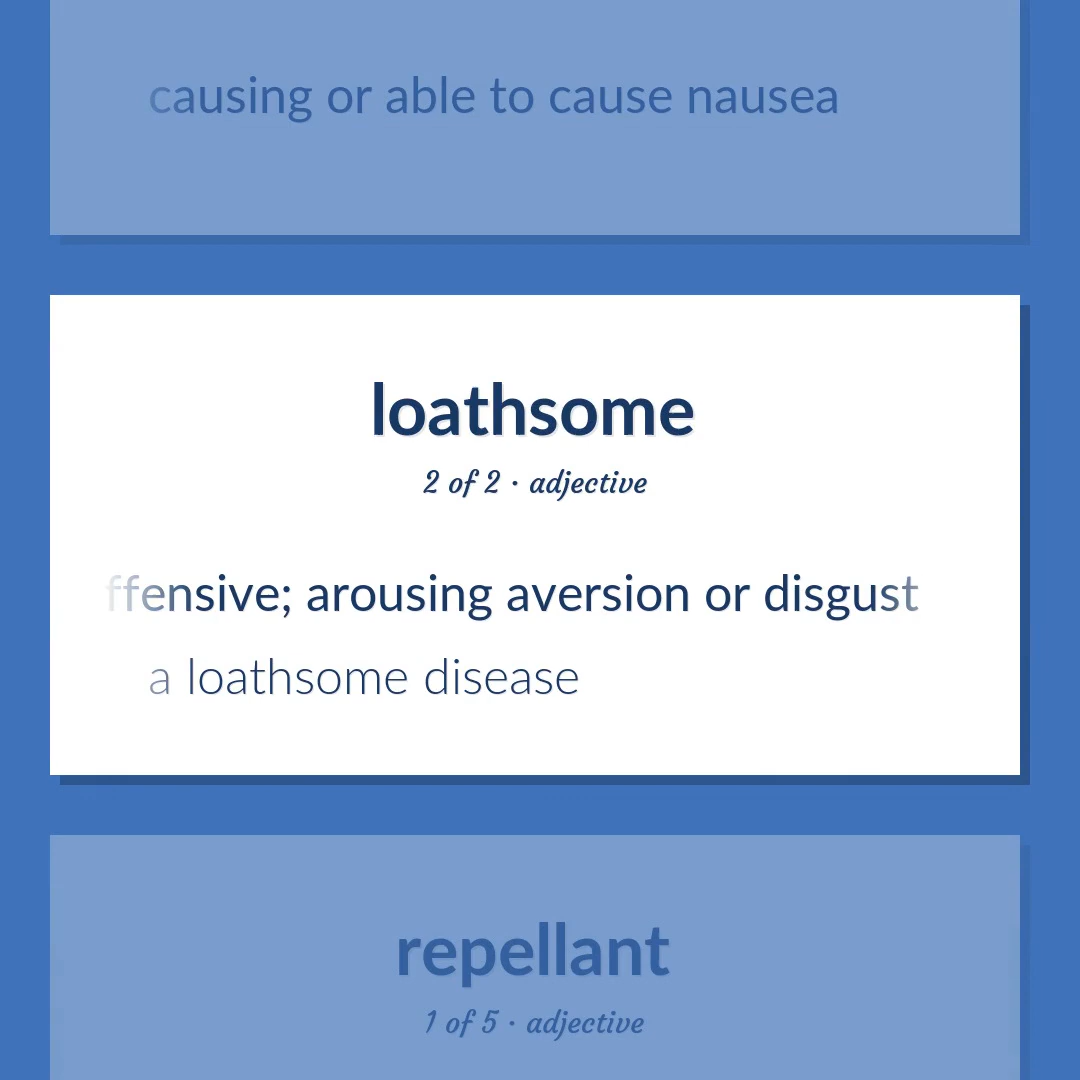 causing or able to cause nausea
loathsome
2 of 2 · adjective
ffensive; arousing aversion or disgust
a loathsome disease
repellant
1 of 5 · adjective